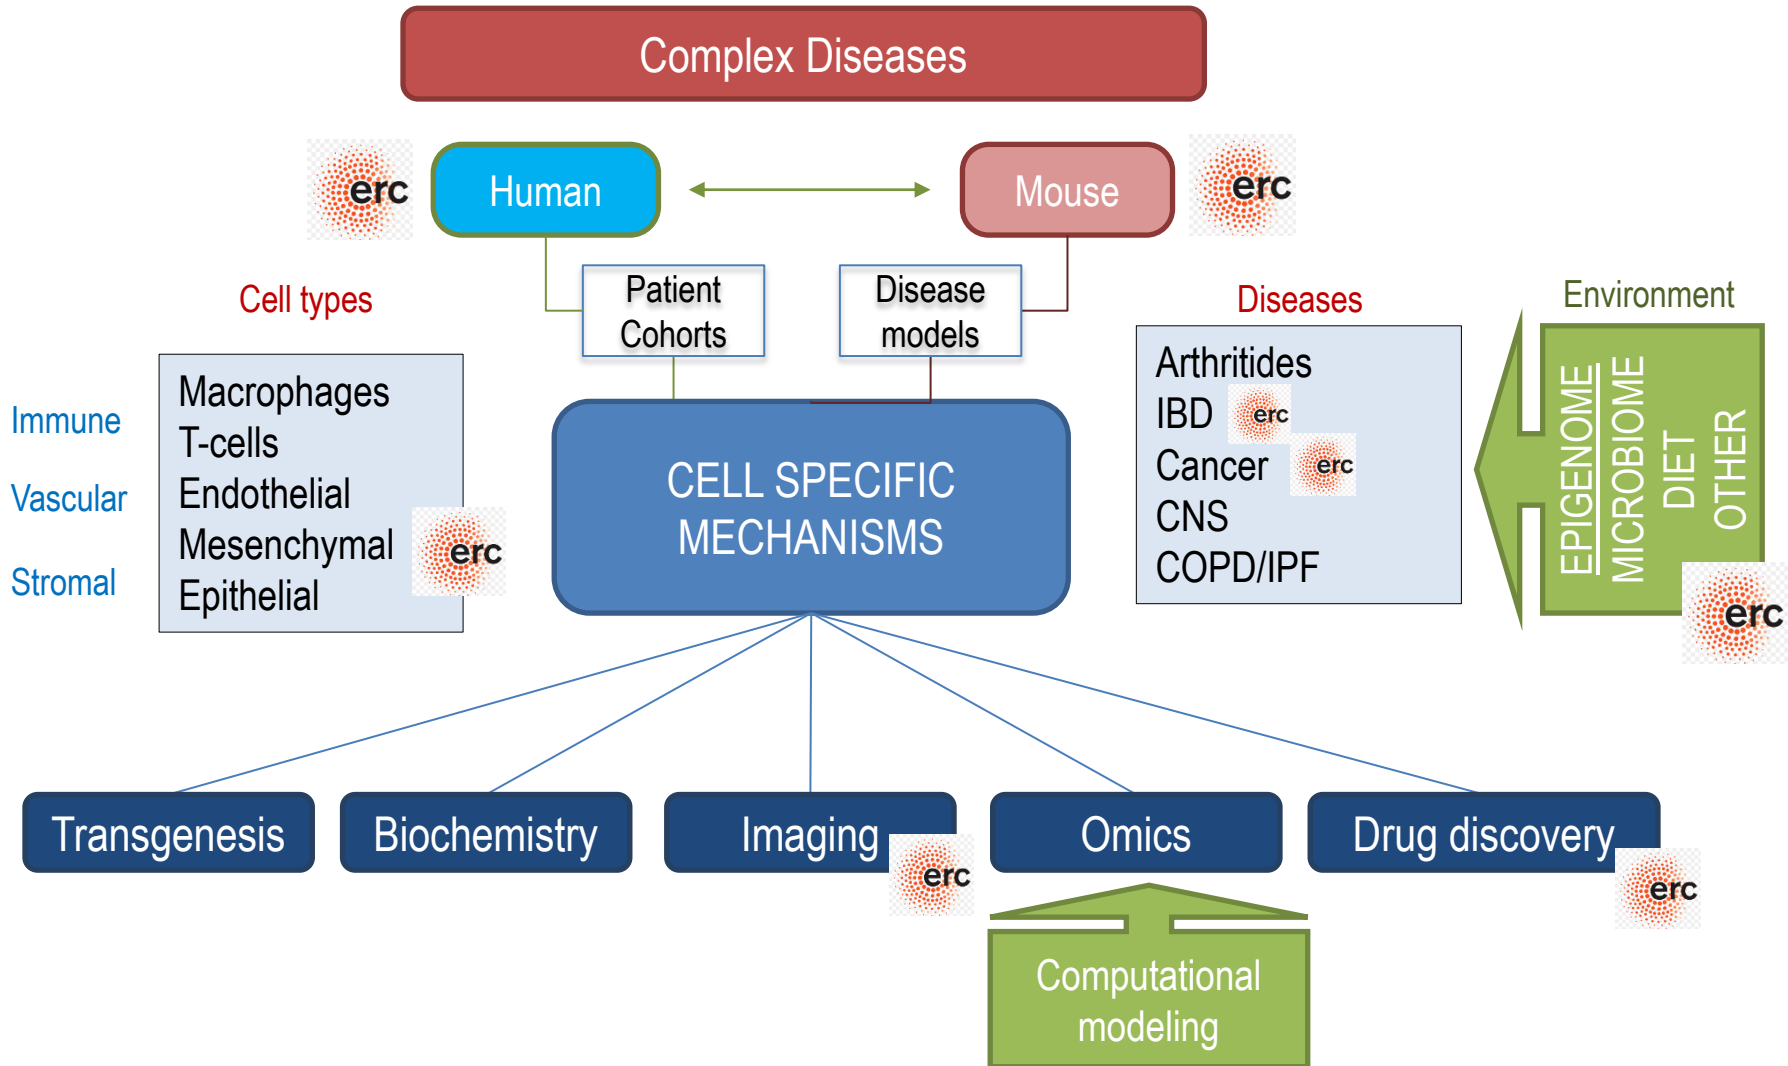 Complex Diseases
erc
Human
Mouse
erc
Patient
Cohorts
Disease
models
Cell types
Immune
Vascular
Stromal
Macrophages
T-cells
Endothelial
Mesenchymal
Epithelial
erc
CELL SPECIFIC
MECHANISMS
Diseases
Arthritides
IBD
erc
Cancer
erc
CNS
COPD/IPF
Environment
EPIGENOME
MICROBIOME
DIET
OTHER
erc
Transgenesis
Biochemistry
Imaging
erc
Omics
Drug discovery
erc
Computational
modeling